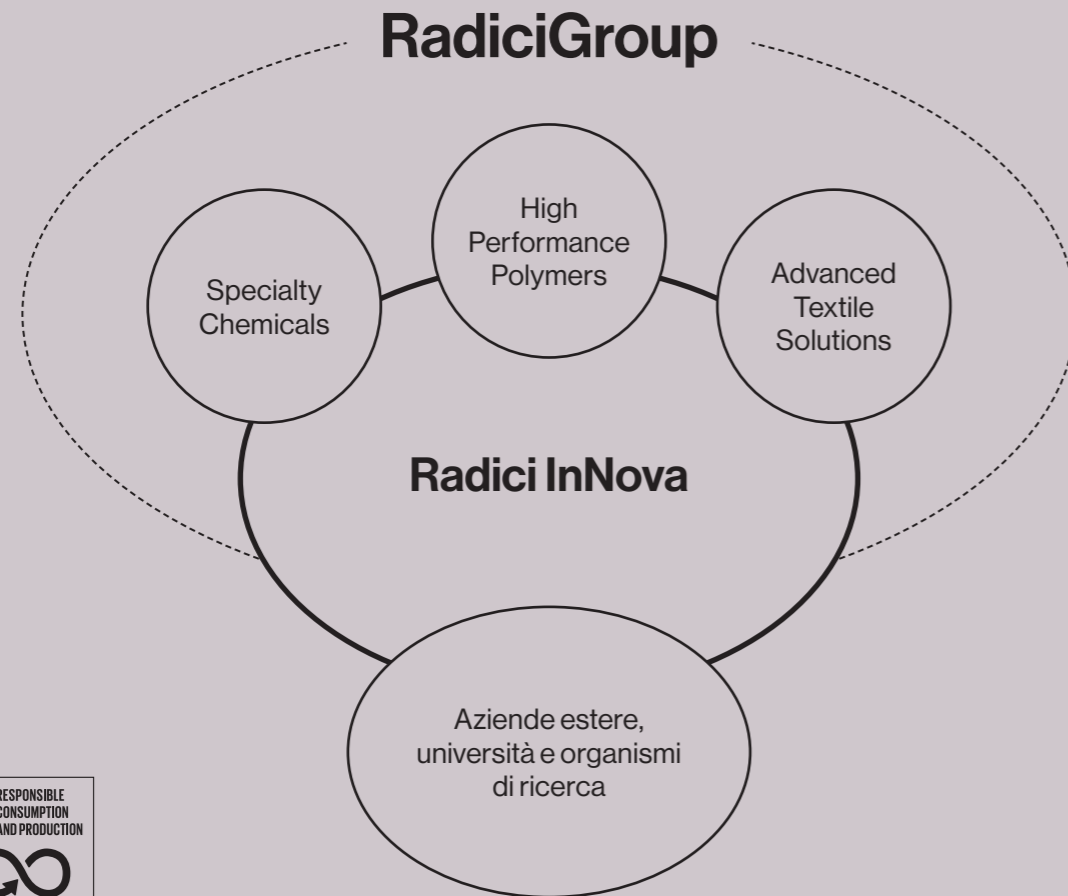 RadiciGroup
High
Performance
Polymers
Specialty
Chemicals
Advanced
Textile
Solutions
Radici InNova
Aziende estere,
università e organismi
di ricerca
RESPONSIBLE
CONSUMPTION
AND PRODUCTION